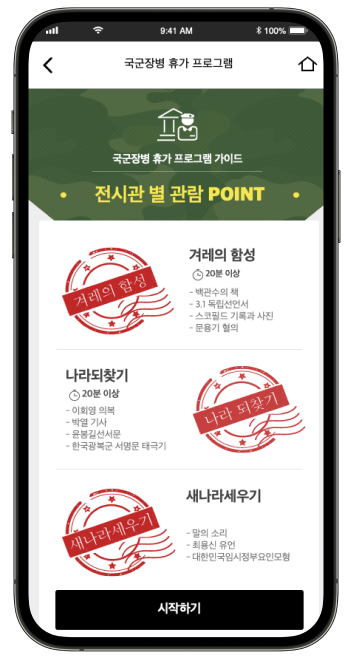 9:41 AM
100%
국군장병 휴가 프로그램
국군장병 휴가 프로그램 가이드
전시관 별 관람 POINT
겨레의 함성
겨레의 함성
20분 이상
- 백관수의 책
- 3.1 독립선언서
- 스코필드 기록과 사진
- 문용기 혈의
나라되찾기
20분 이상
- 이회영 의복
- 박열 기사
- 윤봉길선서문
- 한국광복군 서명문 태극기
나라 되찾기
새나라세우기
새나라세우기
- 말의 소리
- 최용신 유언
- 대한민국임시정부요인모형
시작하기